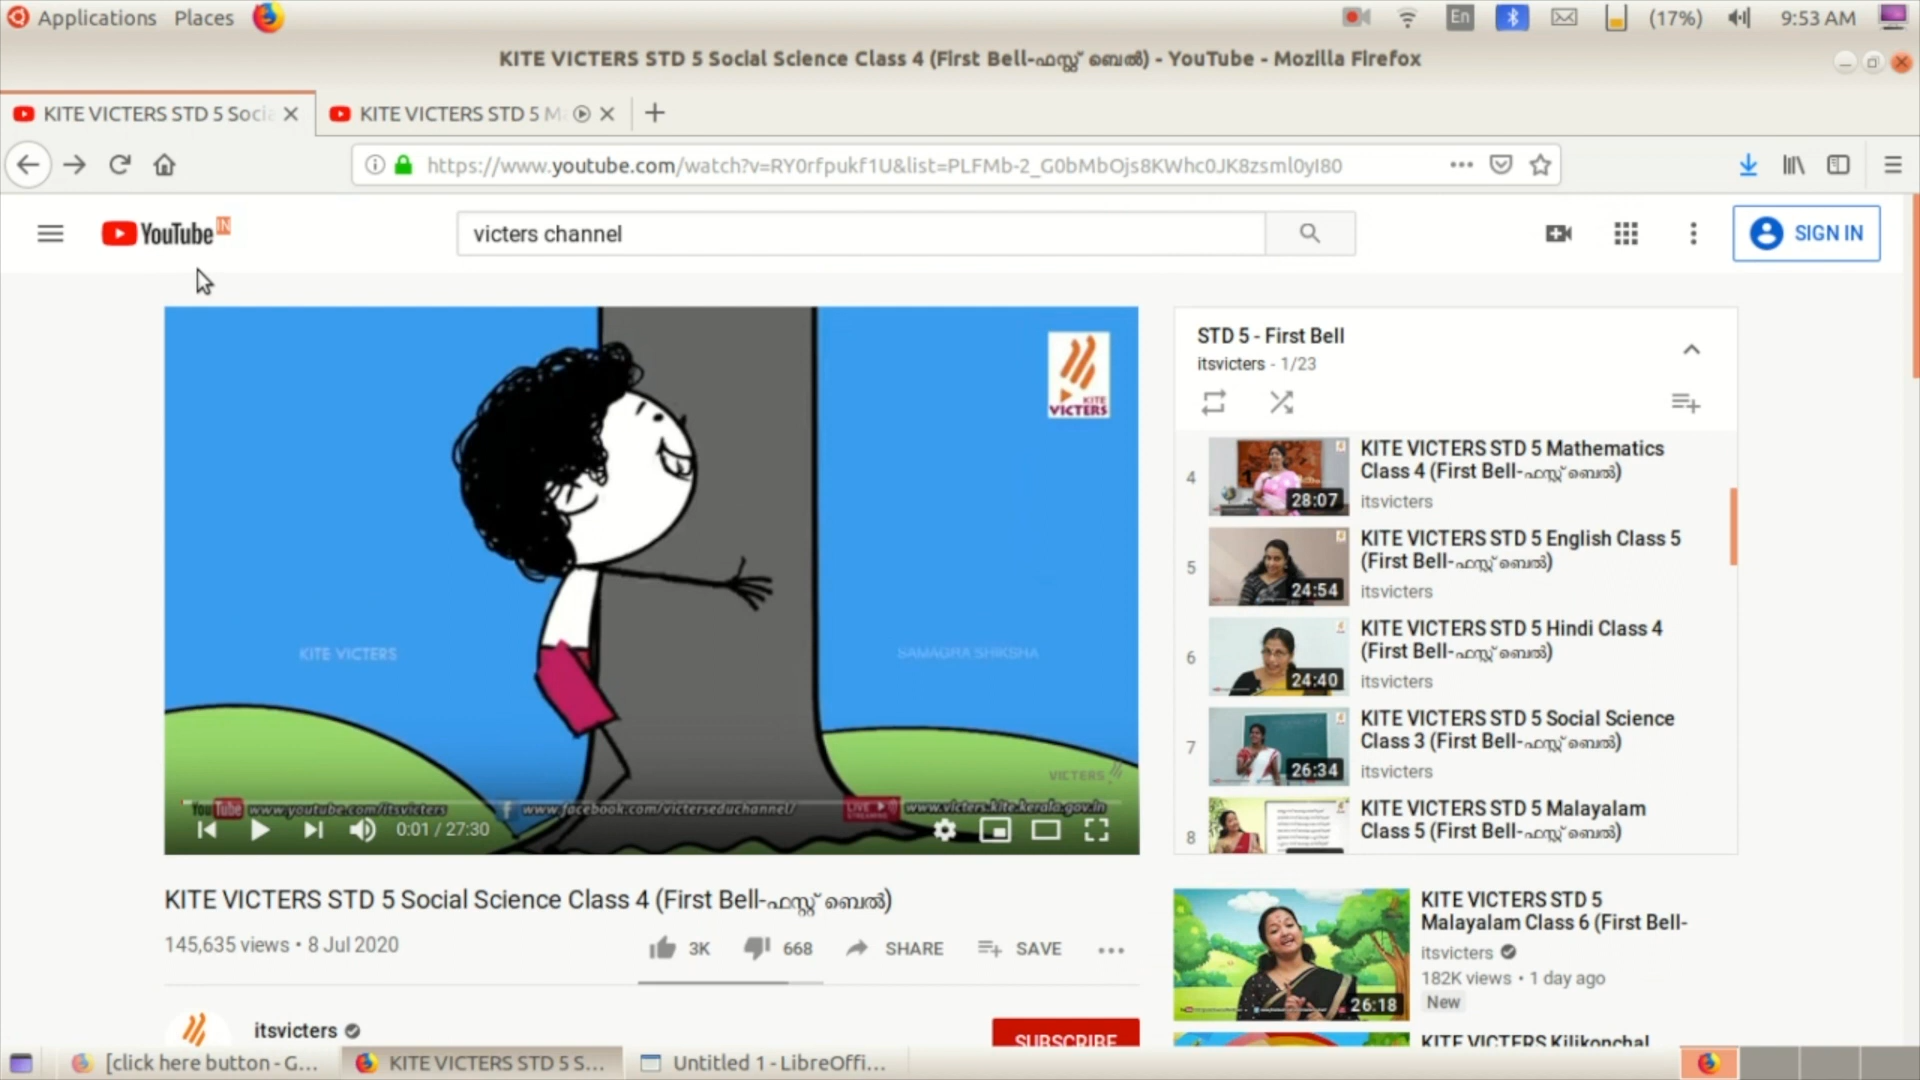 Applications Places En (17%) 9:53 AM
KITE VICTERS STD 5 Social Science Class 4 (First Bell-ഫസ്റ്റ് ബെൽ) - YouTube - Mozilla Firefox
KITE VICTERS STD 5 Socia KITE VICTERS STD 5 M
https://www.youtube.com/watch?v=RY0rfpukf1U&list=PLFMb-2_G0bMbOjs8KWhc0JK8zsml0yI80
YouTube IN victers channel SIGN IN
KITE VICTERS
KITE VICTERS
SAMAGRA SHIKSHA
VICTERS
YouTube www.youtube.com/itsvicters www.facebook.com/victerseduchannel/ LIVE STREAMING www.victers.kite.kerala.gov.in
0:01 / 27:30
STD 5 - First Bell
itsvicters - 1/23
4
28:07
KITE VICTERS STD 5 Mathematics
Class 4 (First Bell-ഫസ്റ്റ് ബെൽ)
itsvicters
5
24:54
KITE VICTERS STD 5 English Class 5
(First Bell-ഫസ്റ്റ് ബെൽ)
itsvicters
6
24:40
KITE VICTERS STD 5 Hindi Class 4
(First Bell-ഫസ്റ്റ് ബെൽ)
itsvicters
7
26:34
KITE VICTERS STD 5 Social Science
Class 3 (First Bell-ഫസ്റ്റ് ബെൽ)
itsvicters
8
KITE VICTERS STD 5 Malayalam
Class 5 (First Bell-ഫസ്റ്റ് ബെൽ)
KITE VICTERS STD 5 Social Science Class 4 (First Bell-ഫസ്റ്റ് ബെൽ)
145,635 views • 8 Jul 2020
3K 668 SHARE SAVE
itsvicters
SUBSCRIBE
26:18
KITE VICTERS STD 5
Malayalam Class 6 (First Bell-
itsvicters
182K views • 1 day ago
New
KITE VICTERS Kilikonchal
[click here button - G... KITE VICTERS STD 5 S... Untitled 1 - LibreOffi...